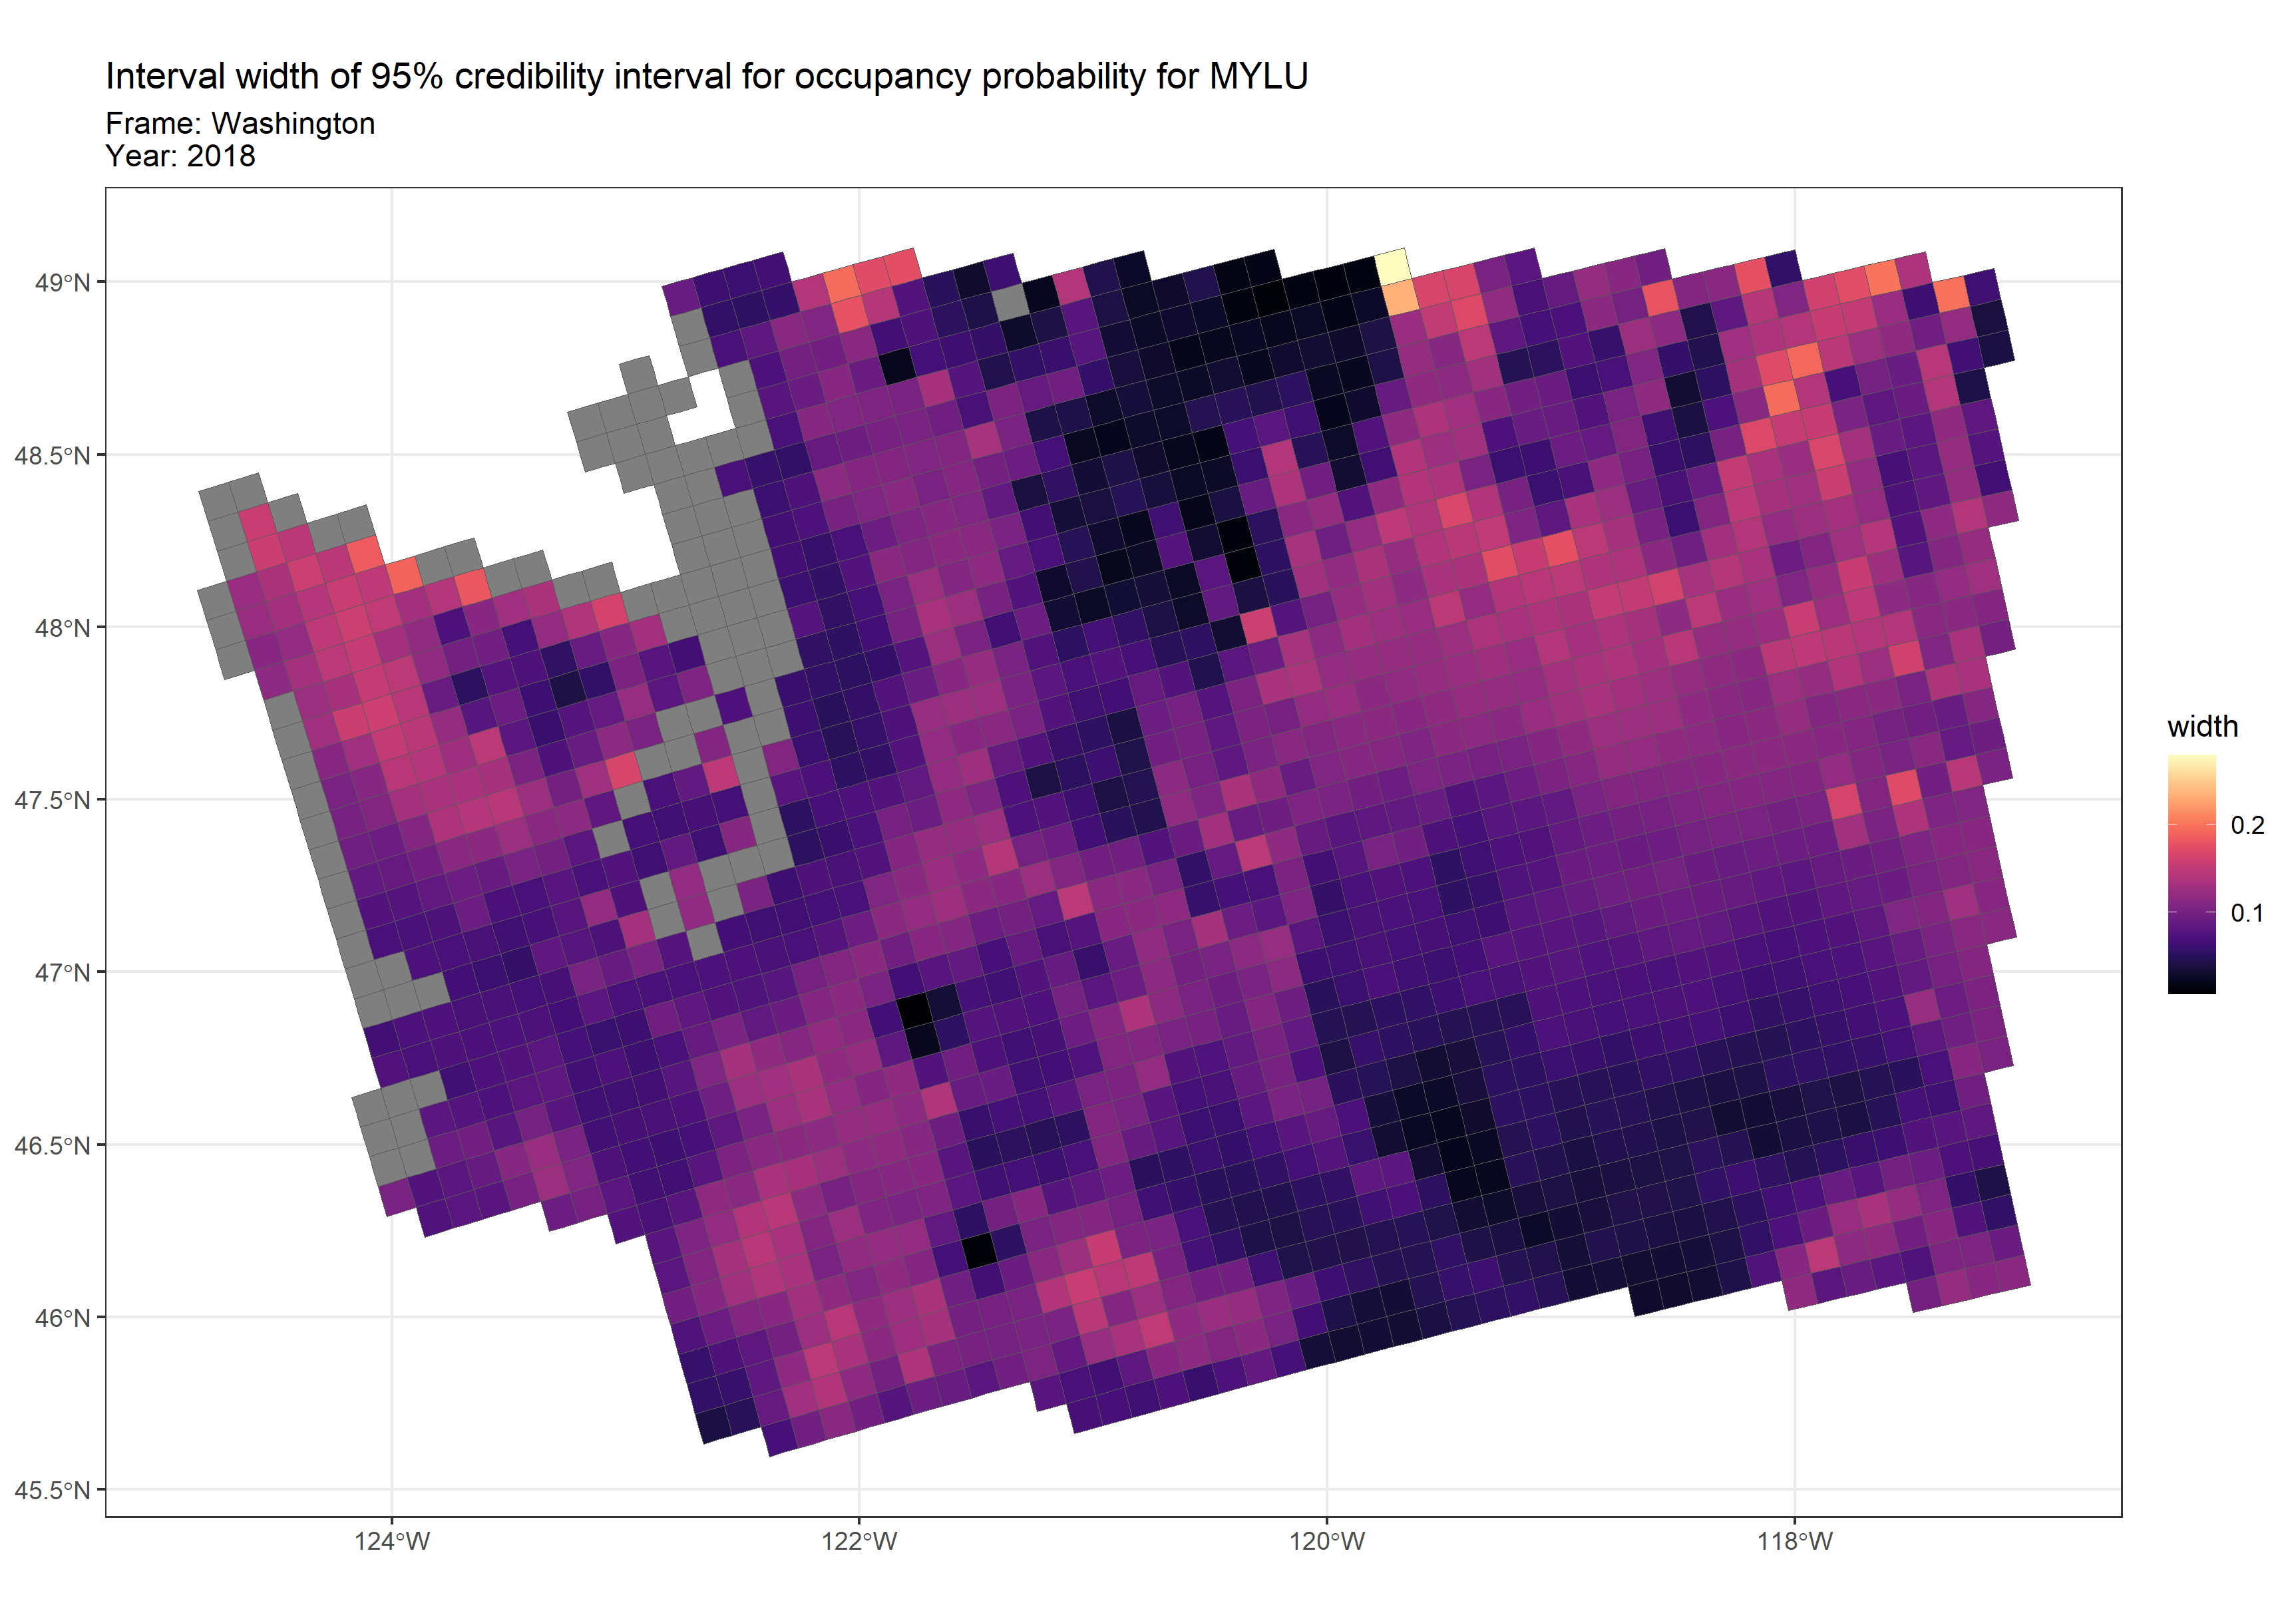 Interval width of 95% credibility interval for occupancy probability for MYLU
Frame: Washington
Year: 2018
49°N
48.5°N
48°N
47.5°N
47°N
46.5°N
46°N
45.5°N
124°W
122°W
120°W
118°W
width
0.2
0.1